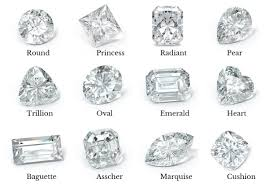 Round Princess Radiant Pear
Trillion Oval Emerald Heart
Baguette Asscher Marquise Cushion